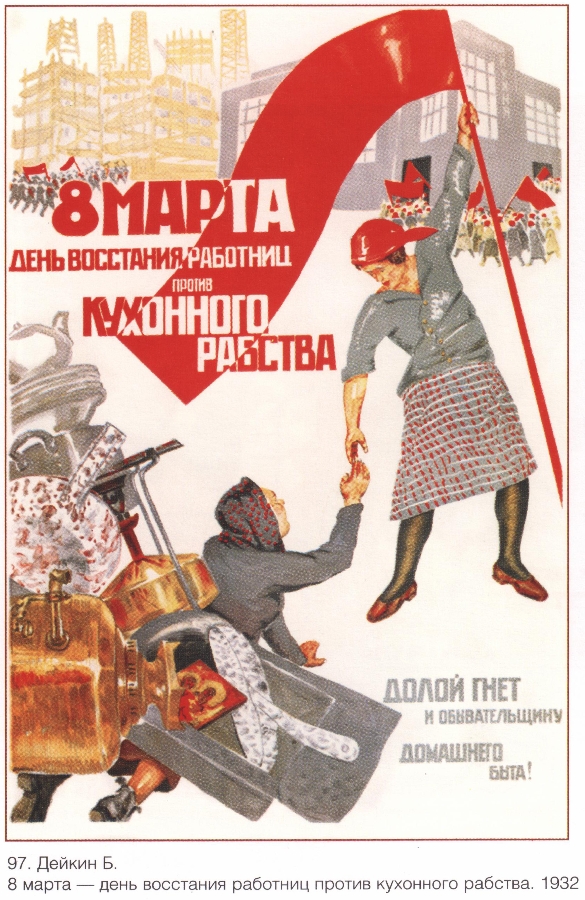 8 МАРТА
ДЕНЬ ВОССТАНИЯ РАБОТНИЦ
ПРОТИВ
КУХОННОГО
РАБСТВА
ДОЛОЙ ГНЕТ
И ОБЫВАТЕЛЬЩИНУ
ДОМАШНЕГО
БЫТА!
97. Дейкин Б.
8 марта — день восстания работниц против кухонного рабства. 1932